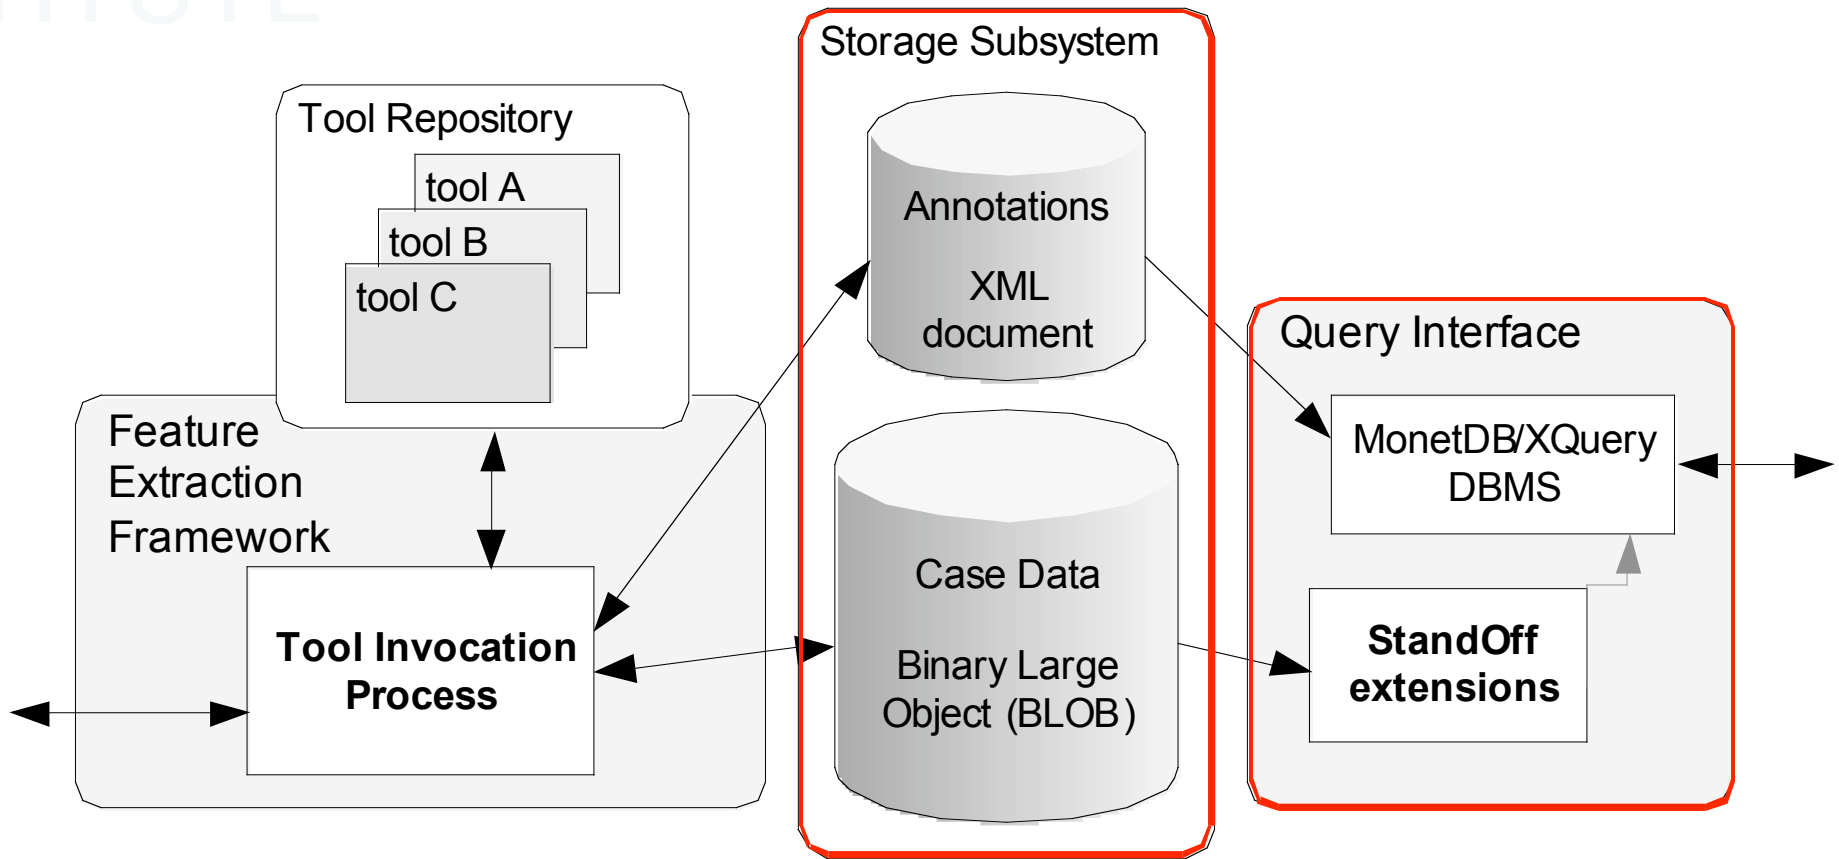 Storage Subsystem
Tool Repository
tool A
tool B
tool C
Annotations
XML
document
Query Interface
MonetDB/XQuery
DBMS
Feature
Extraction
Framework
Case Data
Binary Large
Object (BLOB)
Tool Invocation
Process
StandOff
extensions